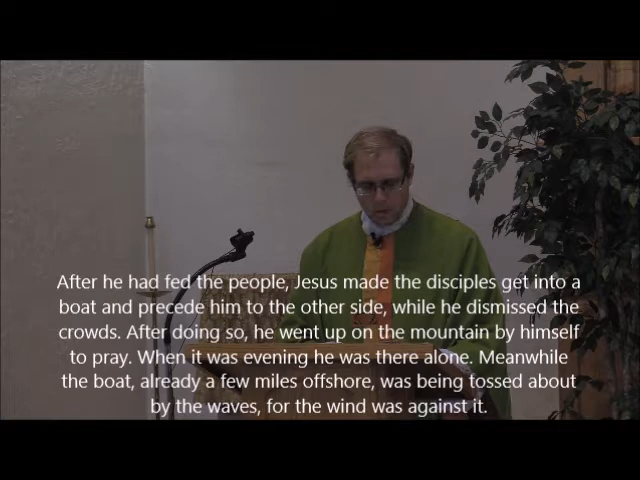 After he had fed the people, Jesus made the disciples get into a
boat and precede him to the other side, while he dismissed the
crowds. After doing so, he went up on the mountain by himself
to pray. When it was evening he was there alone. Meanwhile
the boat, already a few miles offshore, was being tossed about
by the waves, for the wind was against it.